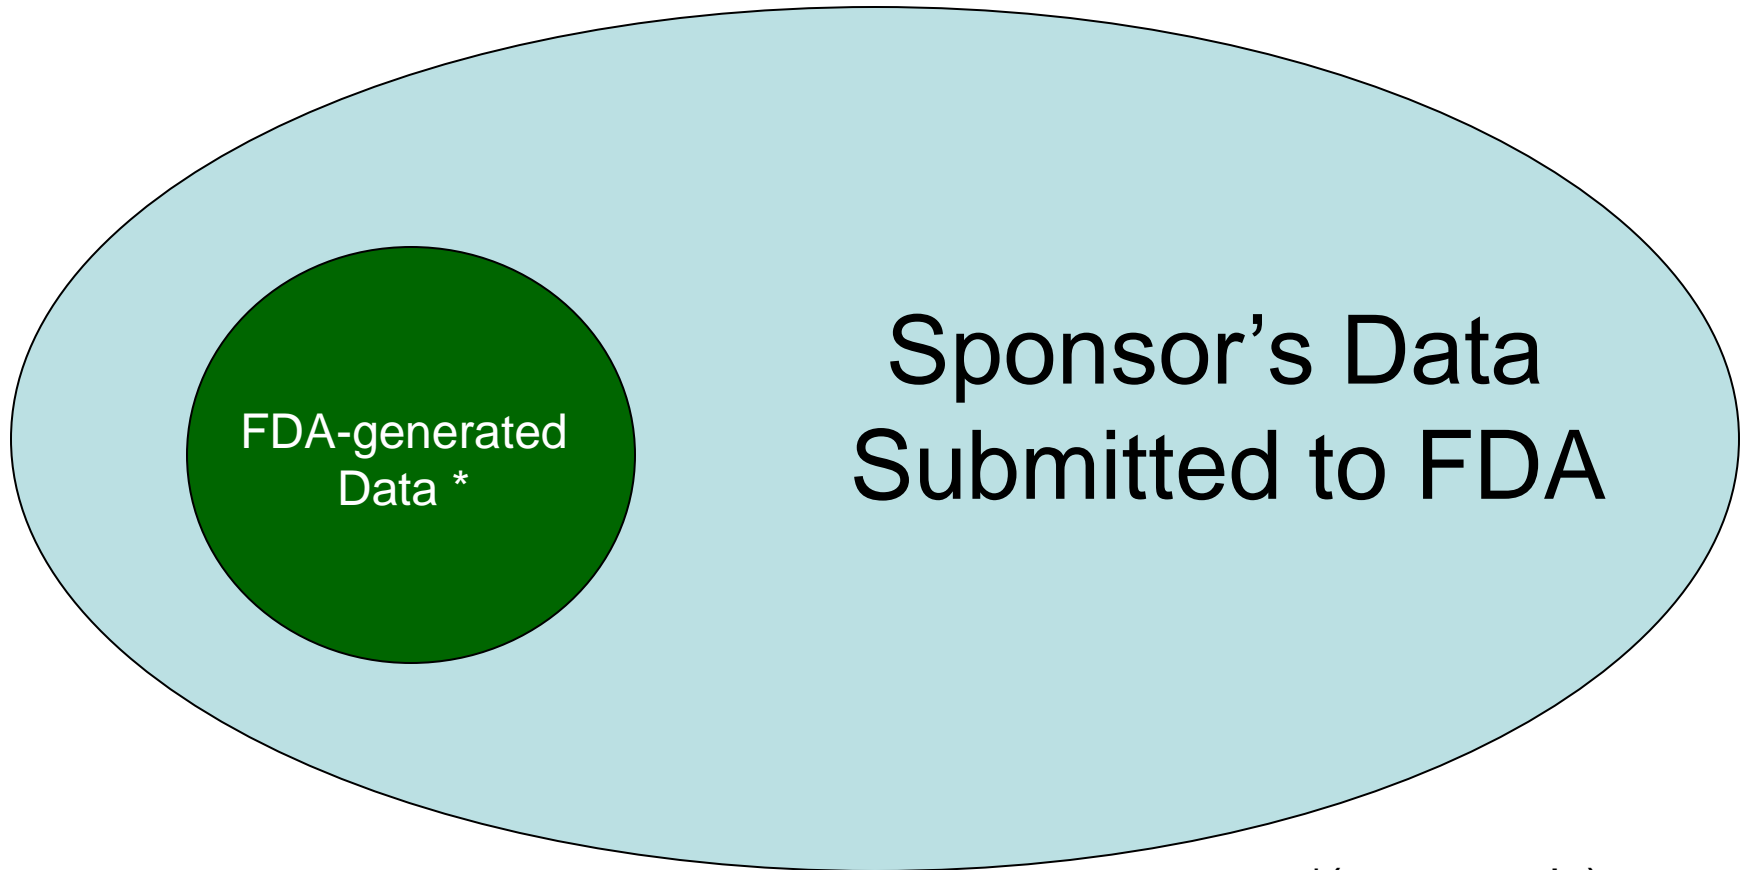 Sponsor’s Data
Submitted to FDA
FDA-generated
Data *